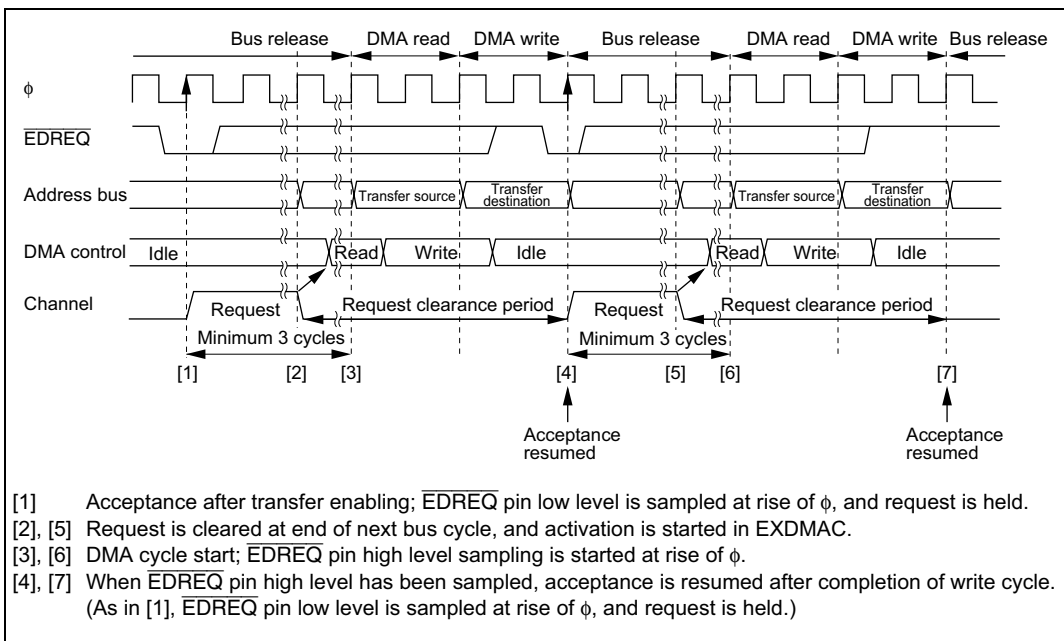 Bus release DMA read DMA write Bus release DMA read DMA write Bus release
ϕ
EDREQ
Address bus Transfer source Transfer destination Transfer source Transfer destination
DMA control Idle Read Write Idle Read Write Idle
Channel Request Request clearance period Request Request clearance period
Minimum 3 cycles Minimum 3 cycles
[1] [2] [3] [4] [5] [6] [7]
Acceptance resumed Acceptance resumed
[1] Acceptance after transfer enabling; EDREQ pin low level is sampled at rise of ϕ, and request is held.
[2], [5] Request is cleared at end of next bus cycle, and activation is started in EXDMAC.
[3], [6] DMA cycle start; EDREQ pin high level sampling is started at rise of ϕ.
[4], [7] When EDREQ pin high level has been sampled, acceptance is resumed after completion of write cycle.
(As in [1], EDREQ pin low level is sampled at rise of ϕ, and request is held.)